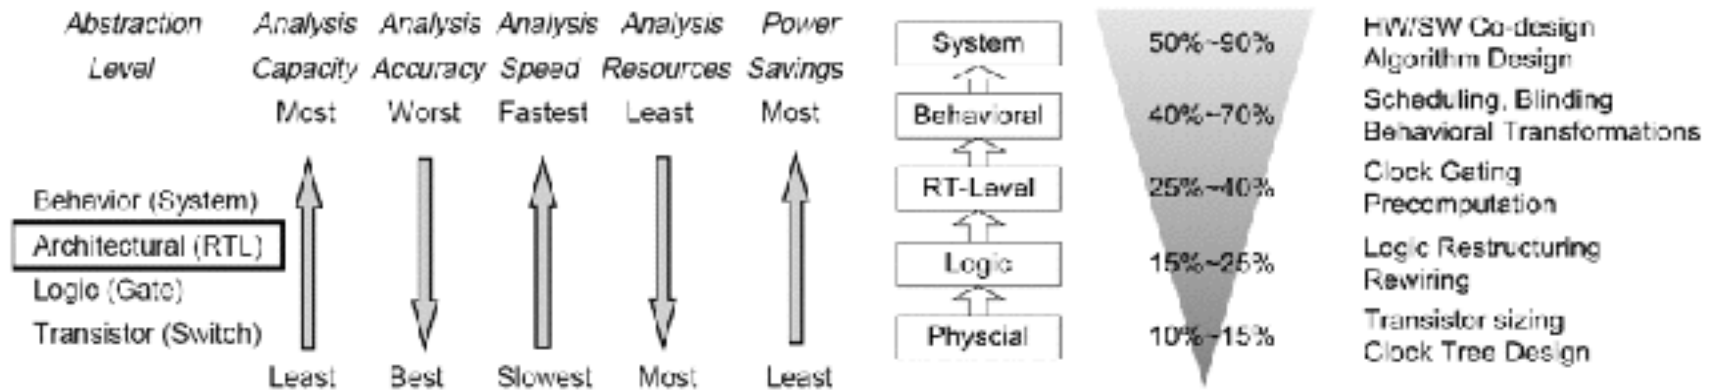 Abstraction Analysis Analysis Analysis Analysis Power
Level Capacity Accuracy Speed Resources Savings
Most Worst Fastest Least Most
Behavior (System)
Architectural (RTL)
Logic (Gate)
Transistor (Switch)
Least Best Slowest Most Least
System 50%~90% HW/SW Co-design
Algorithm Design
Behavioral 40%~70% Scheduling, Blinding
Behavioral Transformations
RT-Level 25%~40% Clock Gating
Precomputation
Logic 15%~25% Logic Restructuring
Rewiring
Physcial 10%~15% Transistor sizing
Clock Tree Design